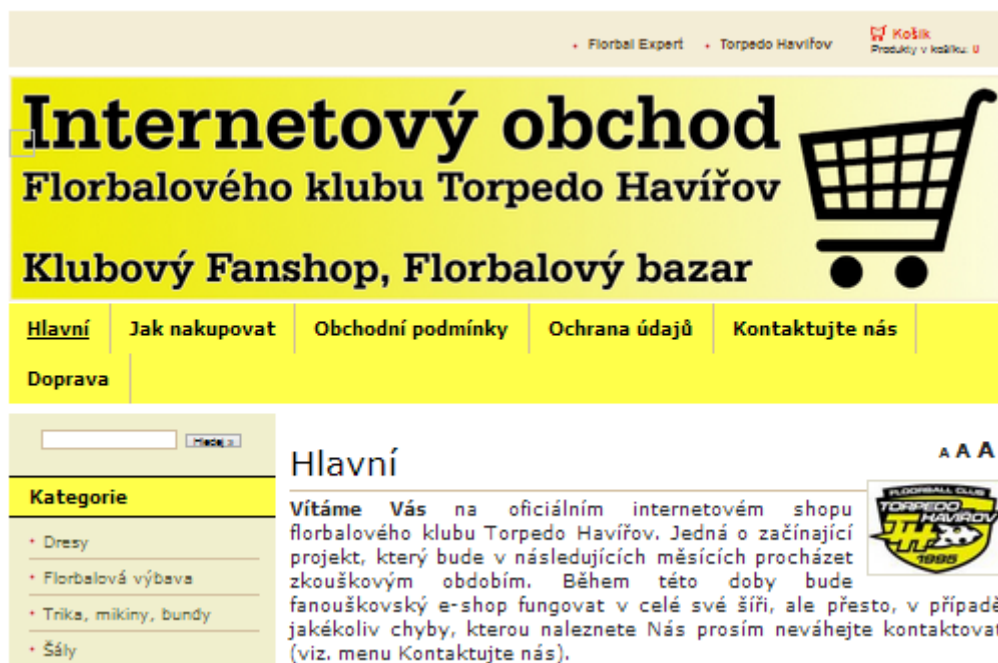 Florbal Expert
Torpedo Havířov
Košík
Produkty v košíku: 0
Internetový obchod
Florbalového klubu Torpedo Havířov
Klubový Fanshop, Florbalový bazar
Hlavní
Jak nakupovat
Obchodní podmínky
Ochrana údajů
Kontaktujte nás
Doprava
Hledej »
Kategorie
Dresy
Florbalová výbava
Trika, mikiny, bundy
Šály
A A A
Hlavní
FLOORBALL CLUB
TORPEDO
HAVIROV
TH
1995
Vítáme Vás na oficiálním internetovém shopu
florbalového klubu Torpedo Havířov. Jedná o začínající
projekt, který bude v následujících měsících procházet
zkouškovým obdobím. Během této doby bude
fanouškovský e-shop fungovat v celé své šíři, ale přesto, v případě
jakékoliv chyby, kterou naleznete Nás prosím neváhejte kontaktovat
(viz. menu Kontaktujte nás).